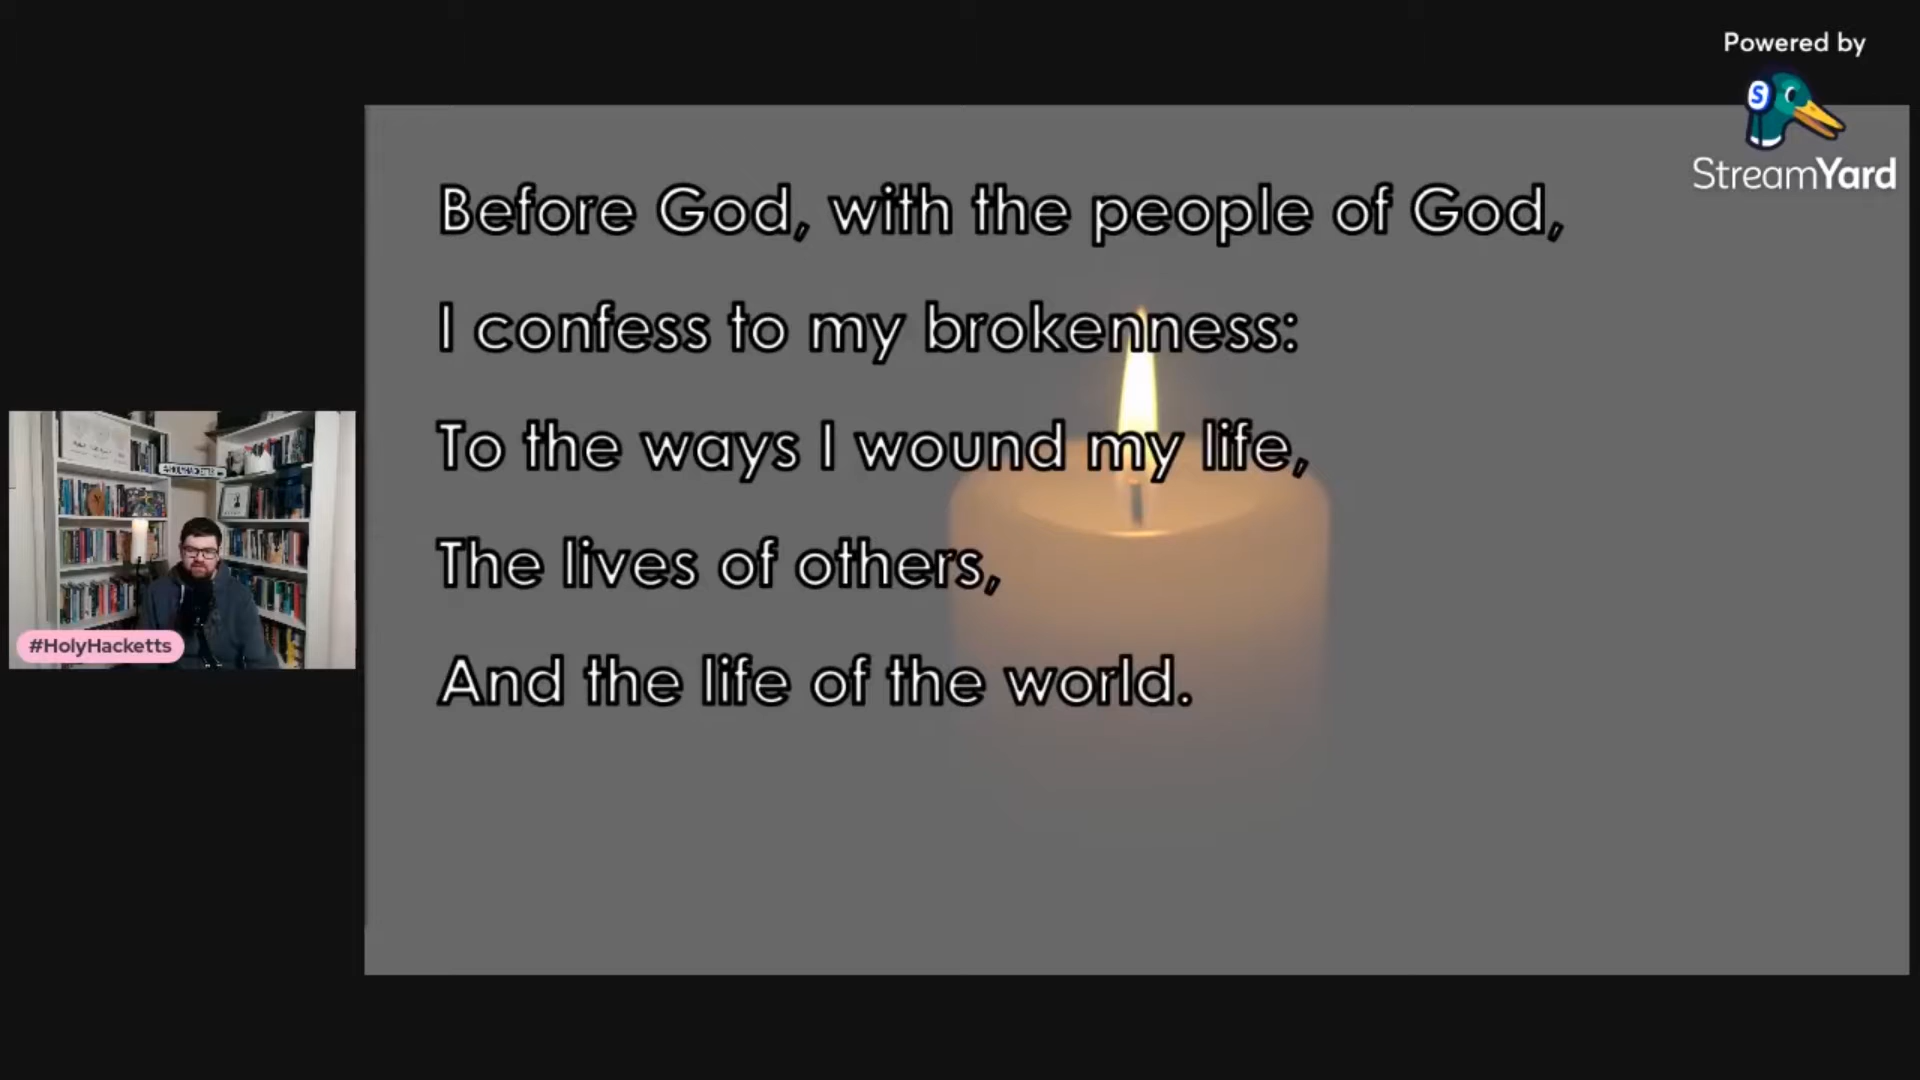 Powered by
StreamYard
Before God, with the people of God,
I confess to my brokenness:
To the ways I wound my life,
The lives of others,
And the life of the world.
#HOLYHACKETTS
#HolyHacketts